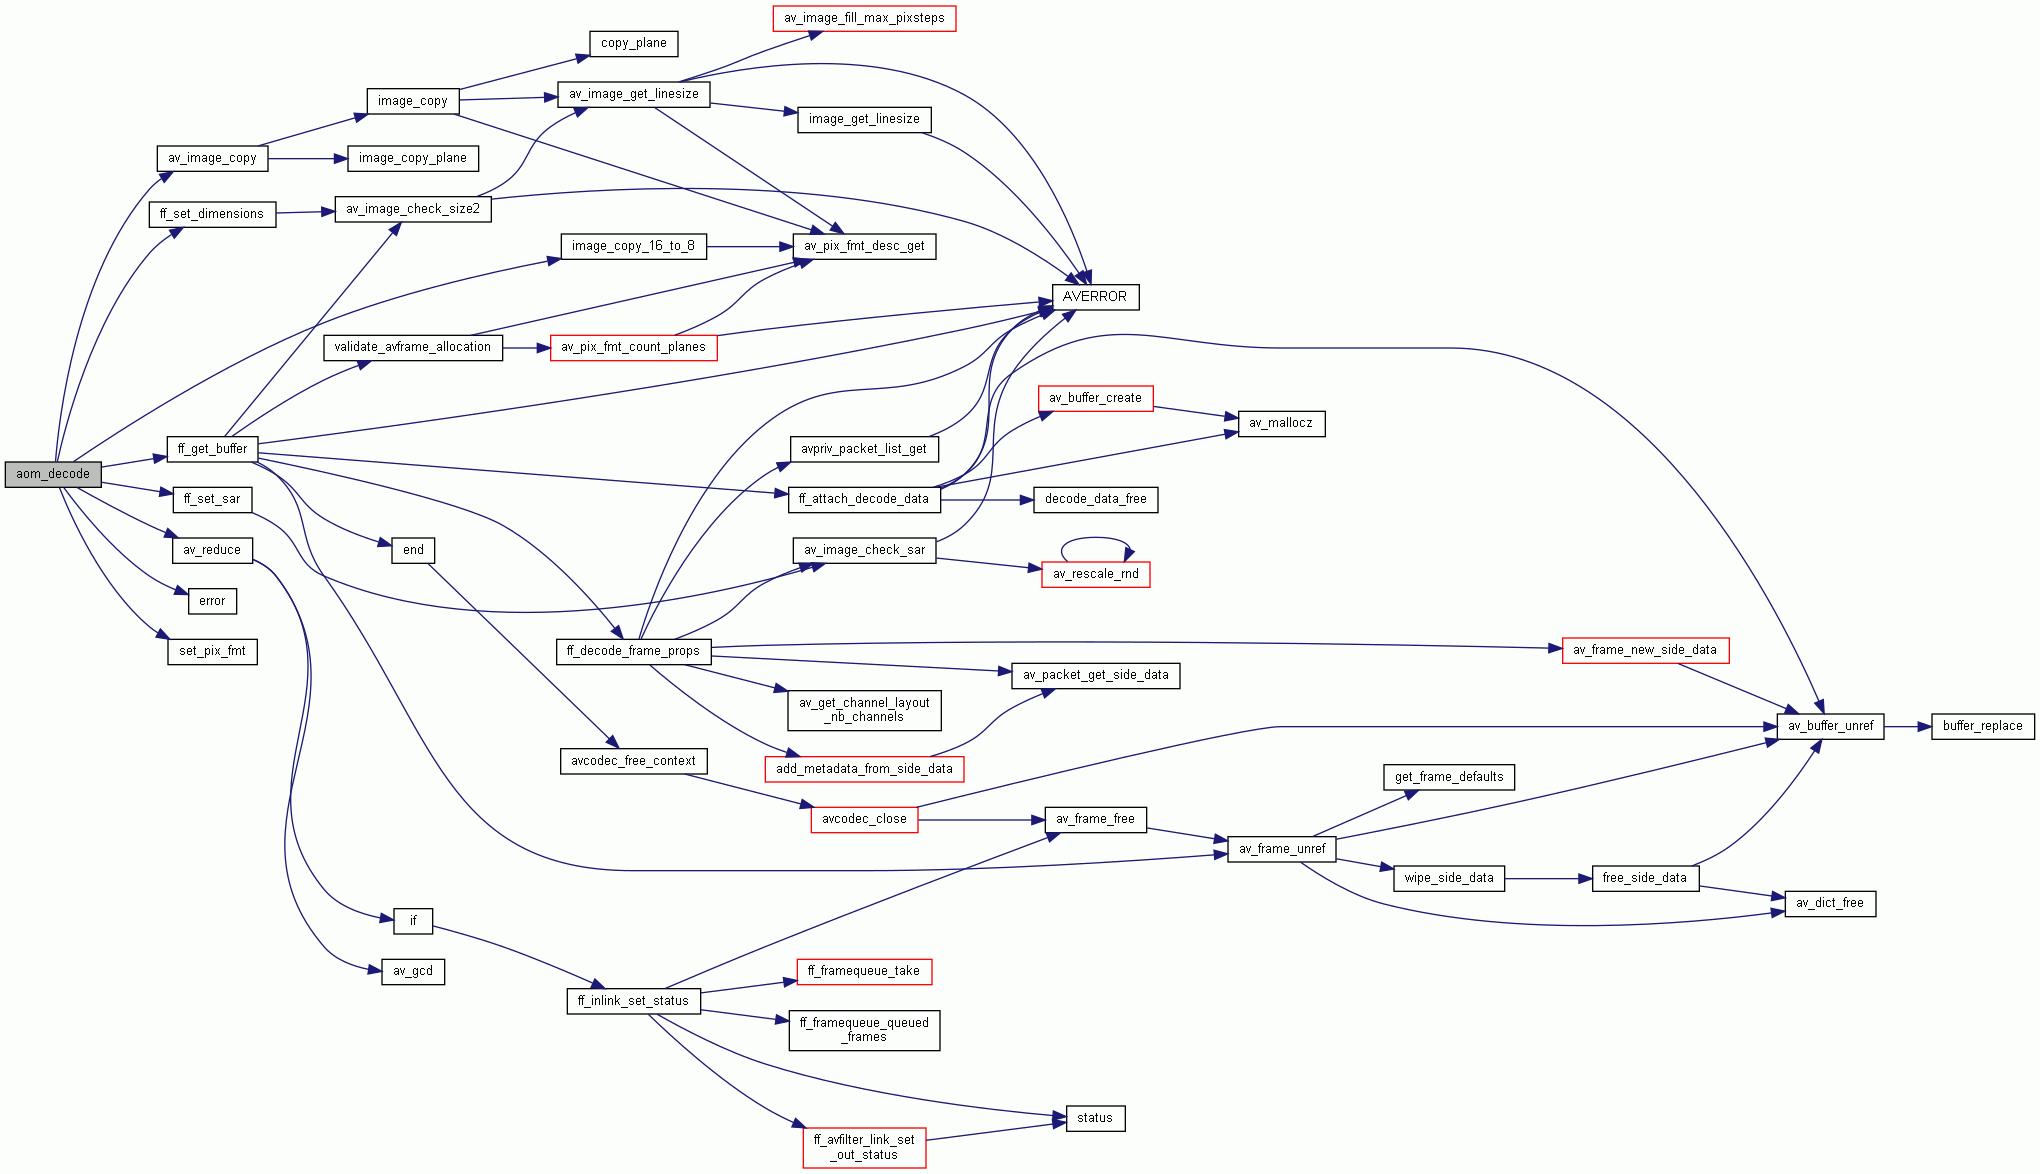 av_image_fill_max_pixsteps
copy_plane
av_image_get_linesize
image_copy
image_get_linesize
av_image_copy
image_copy_plane
ff_set_dimensions
av_image_check_size2
image_copy_16_to_8
av_pix_fmt_desc_get
AVERROR
validate_avframe_allocation
av_pix_fmt_count_planes
av_buffer_create
av_mallocz
ff_get_buffer
avpriv_packet_list_get
aom_decode
ff_set_sar
ff_attach_decode_data
decode_data_free
av_reduce
end
av_image_check_sar
av_rescale_rnd
error
set_pix_fmt
ff_decode_frame_props
av_frame_new_side_data
av_packet_get_side_data
av_get_channel_layout
_nb_channels
av_buffer_unref
buffer_replace
avcodec_free_context
add_metadata_from_side_data
get_frame_defaults
avcodec_close
av_frame_free
av_frame_unref
wipe_side_data
free_side_data
av_dict_free
if
av_gcd
ff_framequeue_take
ff_inlink_set_status
ff_framequeue_queued
_frames
status
ff_avfilter_link_set
_out_status